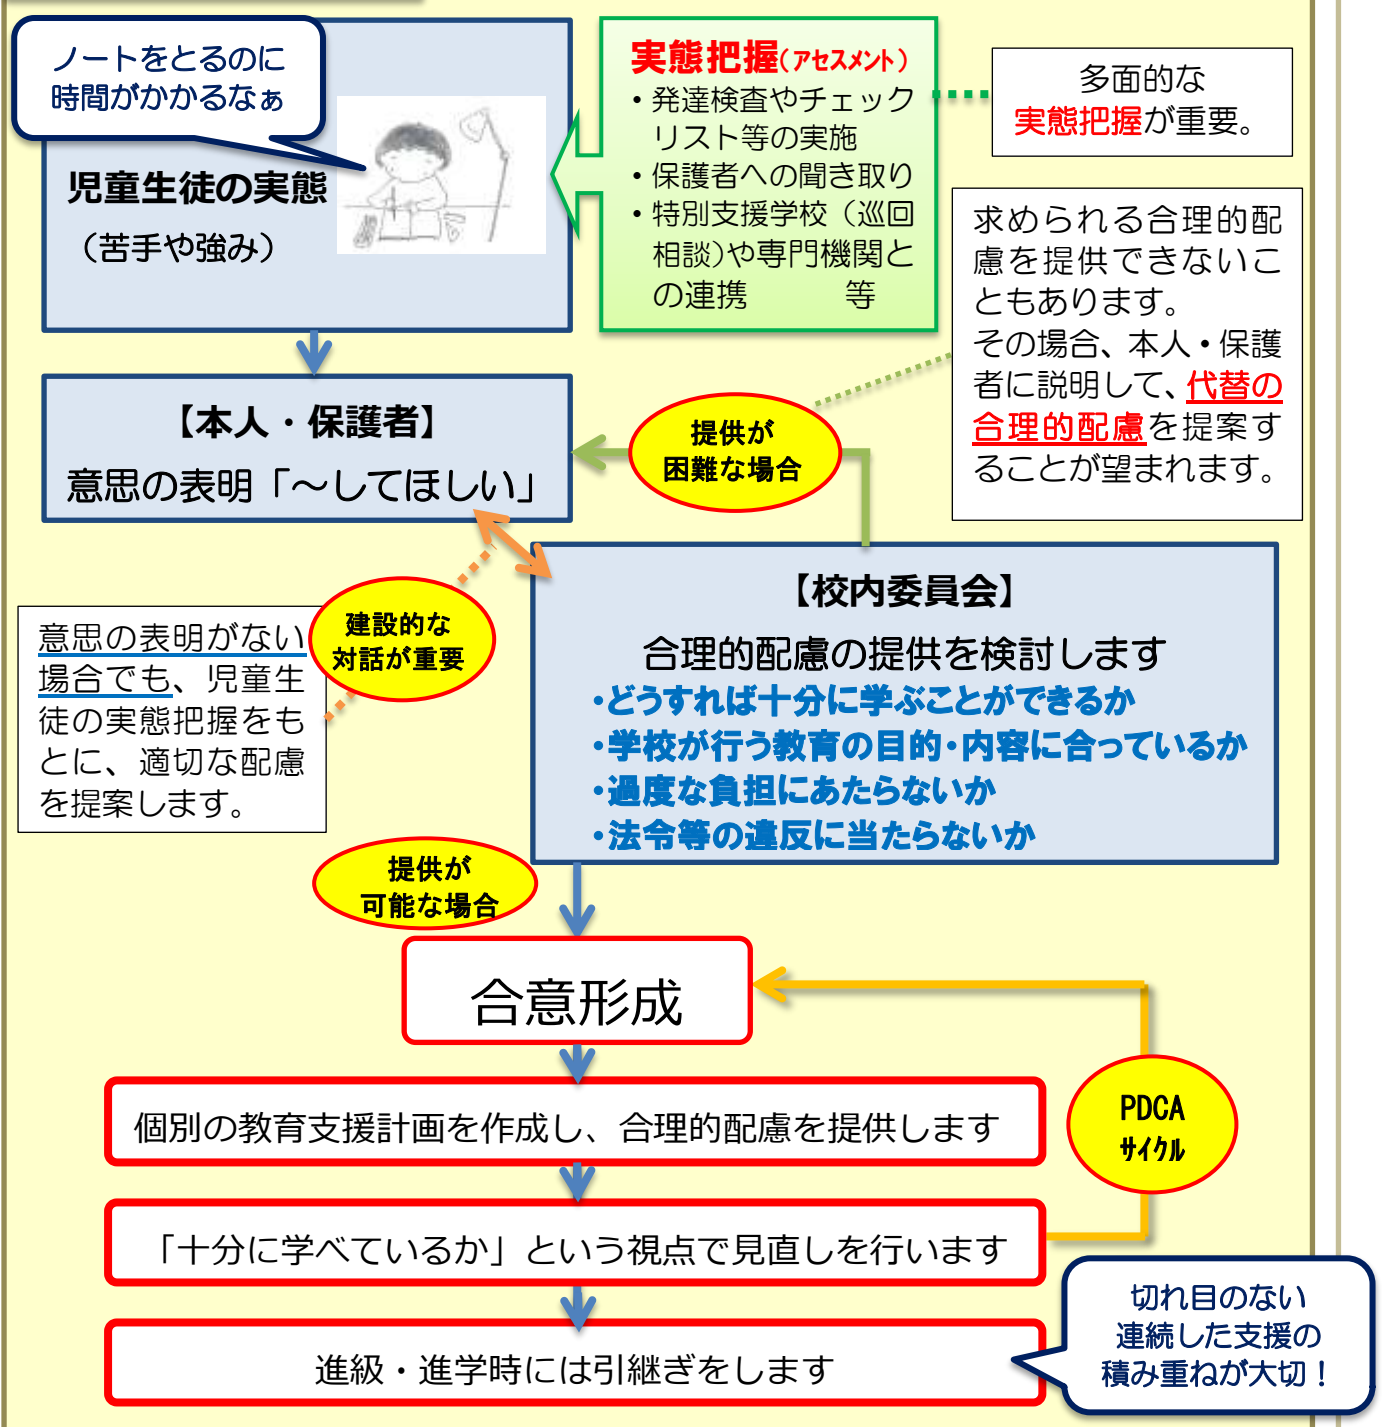 ノートをとるのに
時間がかかるなぁ
児童生徒の実態
（苦手や強み）
実態把握(アセスメント)
・発達検査やチェック
リスト等の実施
・保護者への聞き取り
・特別支援学校（巡回
相談）や専門機関と
の連携　　　等
多面的な
実態把握が重要。
求められる合理的配
慮を提供できないこ
ともあります。
その場合、本人・保護
者に説明して、代替の
合理的配慮を提案す
ることが望まれます。
【本人・保護者】
意思の表明「～してほしい」
提供が
困難な場合
建設的な
対話が重要
意思の表明がない
場合でも、児童生
徒の実態把握をも
とに、適切な配慮
を提案します。
【校内委員会】
合理的配慮の提供を検討します
・どうすれば十分に学ぶことができるか
・学校が行う教育の目的・内容に合っているか
・過度な負担にあたらないか
・法令等の違反に当たらないか
提供が
可能な場合
合意形成
個別の教育支援計画を作成し、合理的配慮を提供します
PDCA
サイクル
「十分に学べているか」という視点で見直しを行います
進級・進学時には引継ぎをします
切れ目のない
連続した支援の
積み重ねが大切！